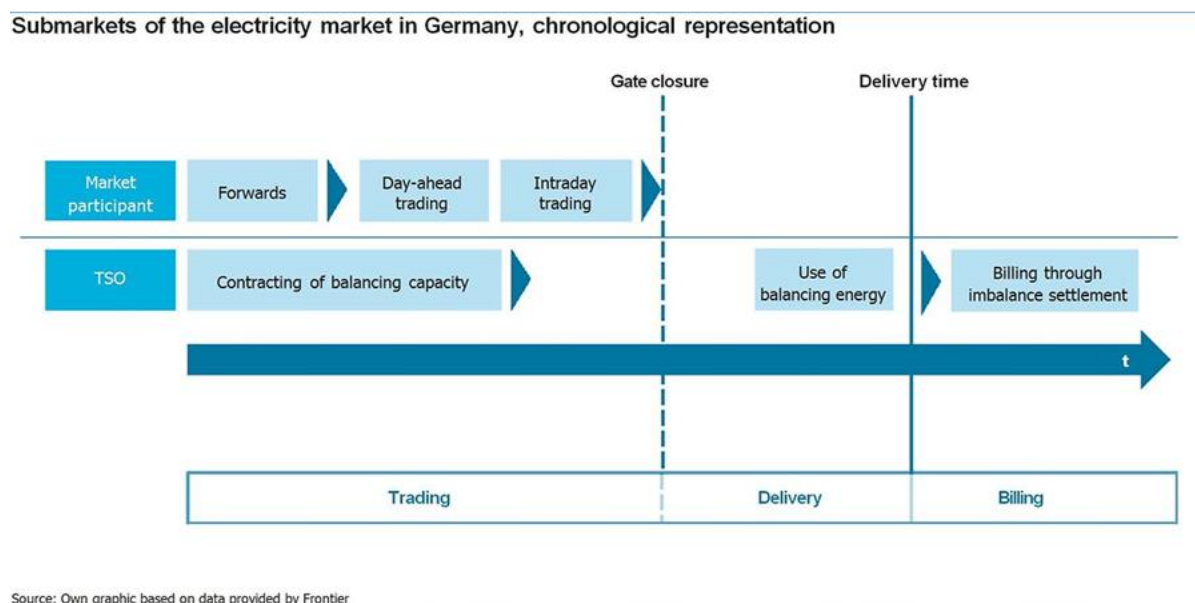 Submarkets of the electricity market in Germany, chronological representation
Gate closure
Delivery time
Market
participant
Forwards
Day-ahead
trading
Intraday
trading
TSO
Contracting of balancing capacity
Use of
balancing energy
Billing through
imbalance settlement
t
Trading
Delivery
Billing
Source: Own graphic based on data provided by Frontier